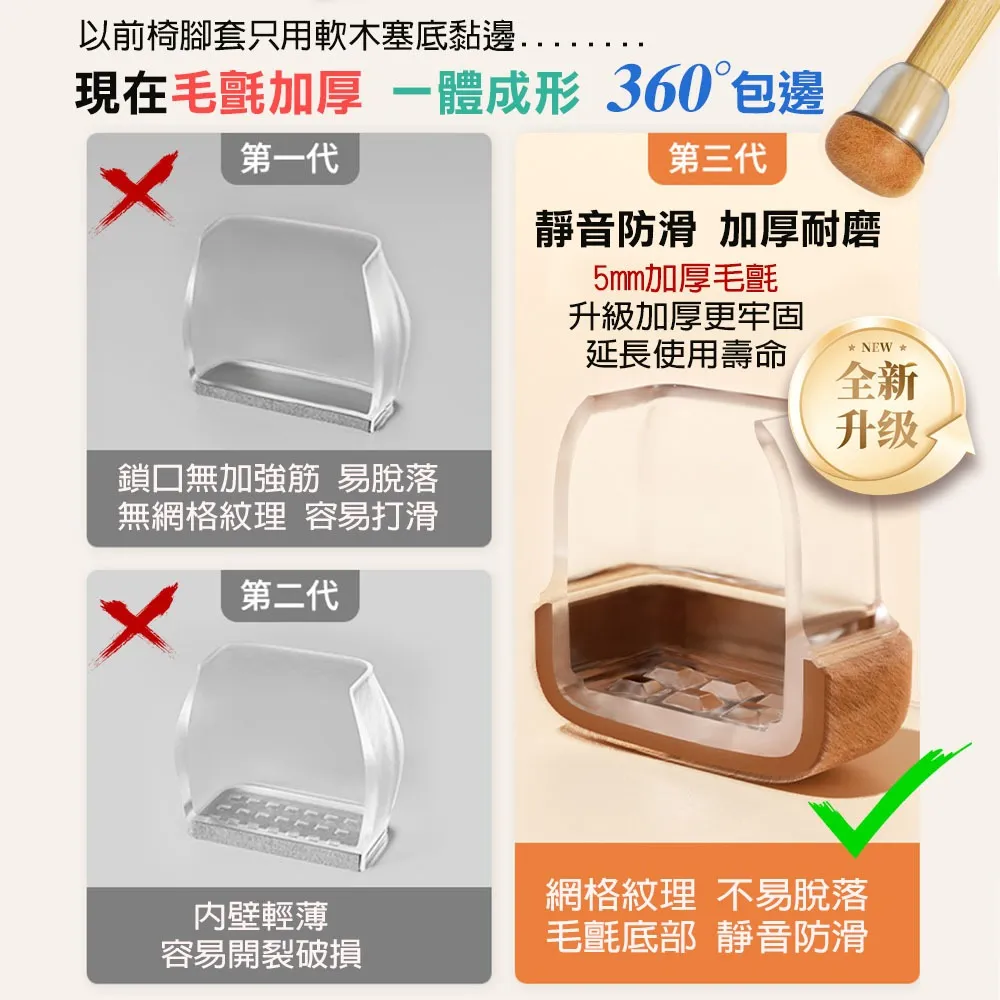 以前椅腳套只用軟木塞底黏邊........
現在毛氈加厚 一體成形 360°包邊
第一代
鎖口無加強筋 易脫落
無網格紋理 容易打滑
第二代
内壁輕薄
容易開裂破損
第三代
靜音防滑 加厚耐磨
5mm加厚毛氈
升級加厚更牢固
延長使用壽命
NEW
全新
升级
網格紋理 不易脫落
毛氈底部 靜音防滑